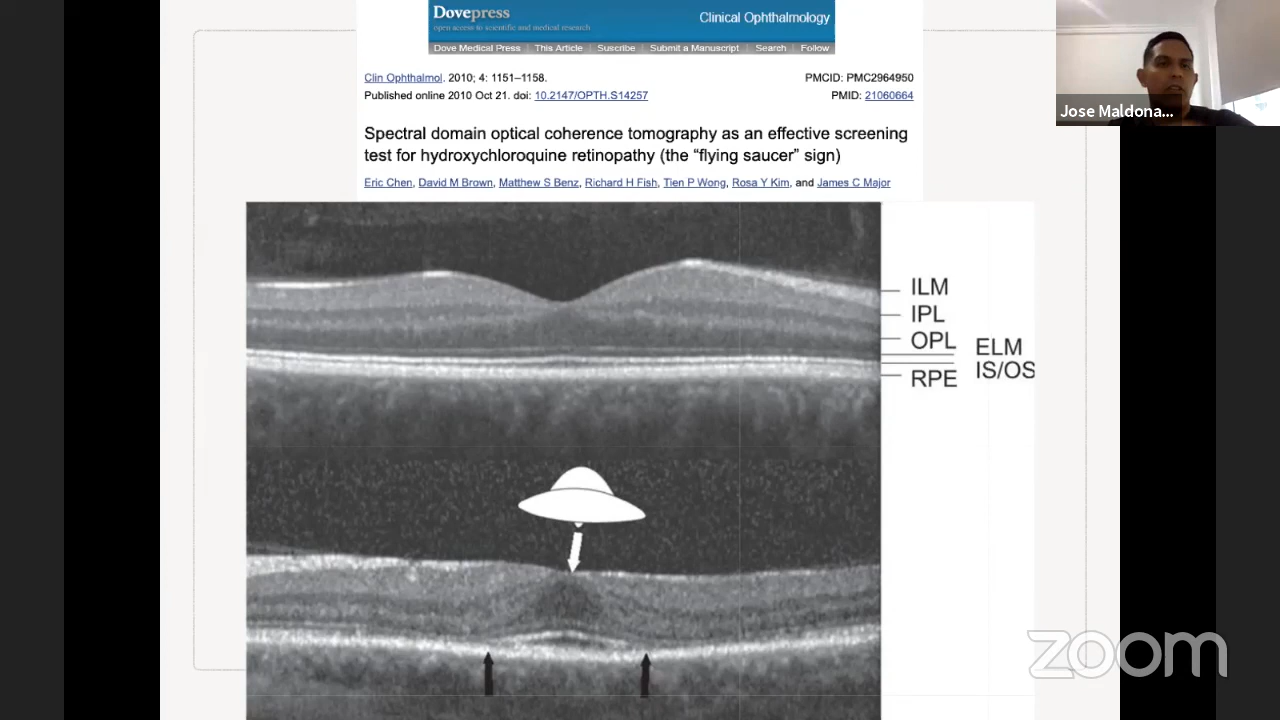 Dovepress
open access to scientific and medical research
Clinical Ophthalmology
Dove Medical Press | This Article | Suscribe | Submit a Manuscript | Search | Follow
Clin Ophthalmol. 2010; 4: 1151–1158.
PMCID: PMC2964950
Published online 2010 Oct 21. doi: 10.2147/OPTH.S14257
PMID: 21060664
Spectral domain optical coherence tomography as an effective screening
test for hydroxychloroquine retinopathy (the “flying saucer” sign)
Eric Chen, David M Brown, Matthew S Benz, Richard H Fish, Tien P Wong, Rosa Y Kim, and James C Major
Jose Maldona...
ILM
IPL
OPL
ELM
IS/OS
RPE
zoom